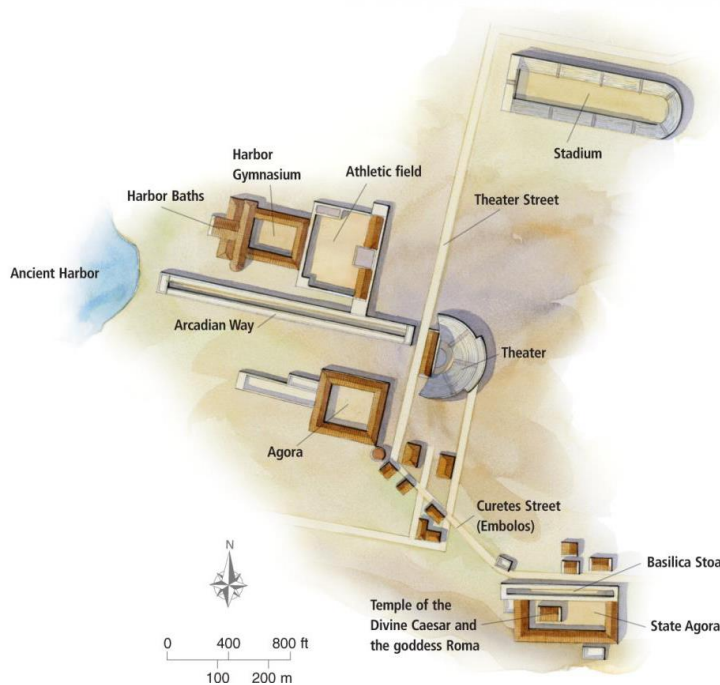 Stadium
Harbor
Gymnasium
Athletic field
Harbor Baths
Theater Street
Ancient Harbor
Arcadian Way
Theater
Agora
Curetes Street
(Embolos)
N
Basilica Stoa
Temple of the
Divine Caesar and
the goddess Roma
State Agora
0 400 800 ft
100 200 m